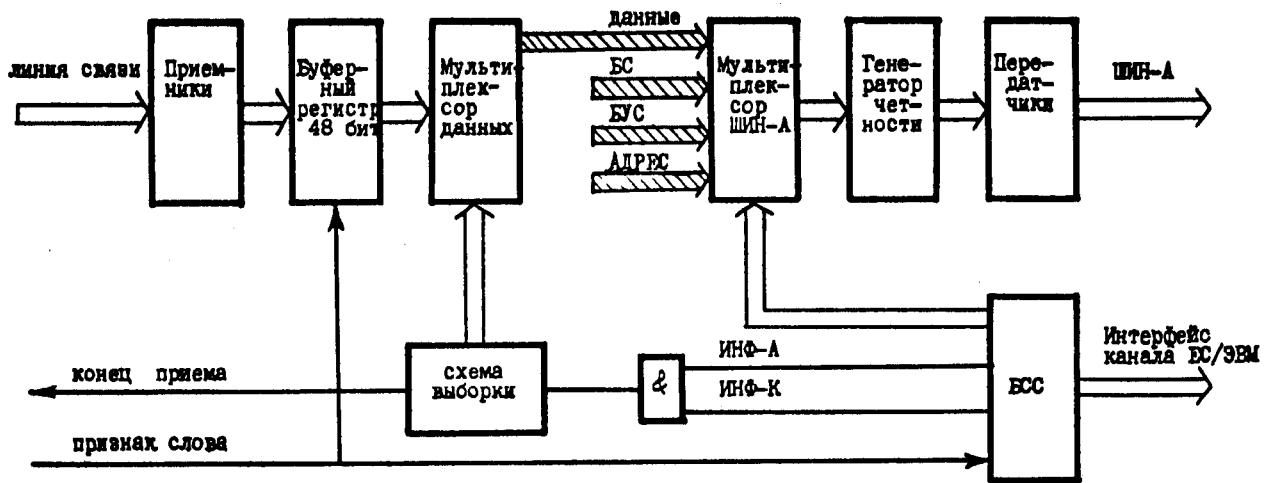 линия связи
Прием-
ники
Буфер-
ный
регистр
48 бит
Мульти-
плек-
сор
данных
данные
БС
БУС
АДРЕС
Мульти-
плек-
сор
ШИН-А
Гене-
ратор
чет-
ности
Пере-
дат-
чики
ШИН-А
конец приема
схема
выборки
&
ИНФ-А
ИНФ-К
БСС
Интерфейс
канала ЕС/ЭВМ
признак слова